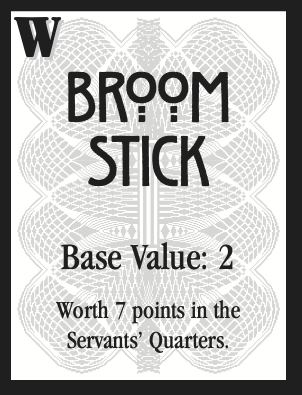 W
BROOM
STICK
Base Value: 2
Worth 7 points in the
Servants' Quarters.